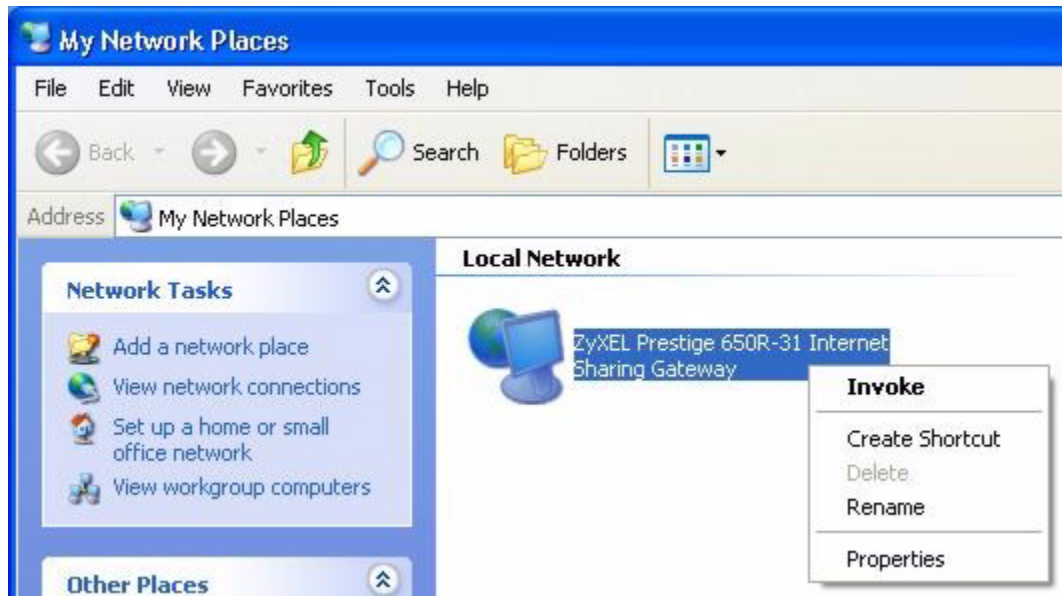 My Network Places
File Edit View Favorites Tools Help
Back Search Folders
Address My Network Places
Network Tasks
Add a network place
View network connections
Set up a home or small
office network
View workgroup computers
Other Places
Local Network
ZyXEL Prestige 650R-31 Internet
Sharing Gateway
Invoke
Create Shortcut
Delete
Rename
Properties